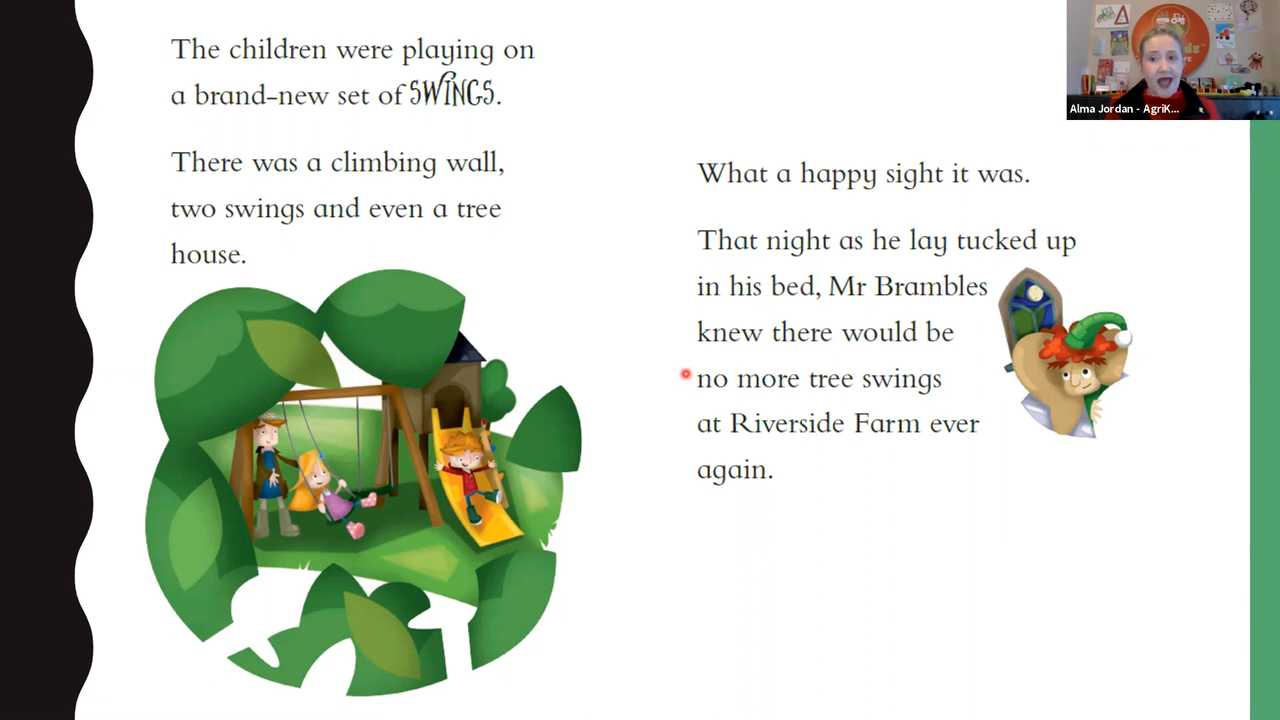 The children were playing on
a brand-new set of SWINGS.
There was a climbing wall,
two swings and even a tree
house.
What a happy sight it was.
That night as he lay tucked up
in his bed, Mr Brambles
knew there would be
no more tree swings
at Riverside Farm ever
again.
Alma Jordan - AgriK...